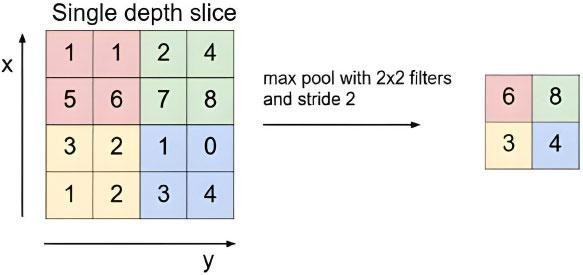 Single depth slice
x
1 1 2 4
5 6 7 8
3 2 1 0
1 2 3 4
y
max pool with 2x2 filters
and stride 2
6 8
3 4